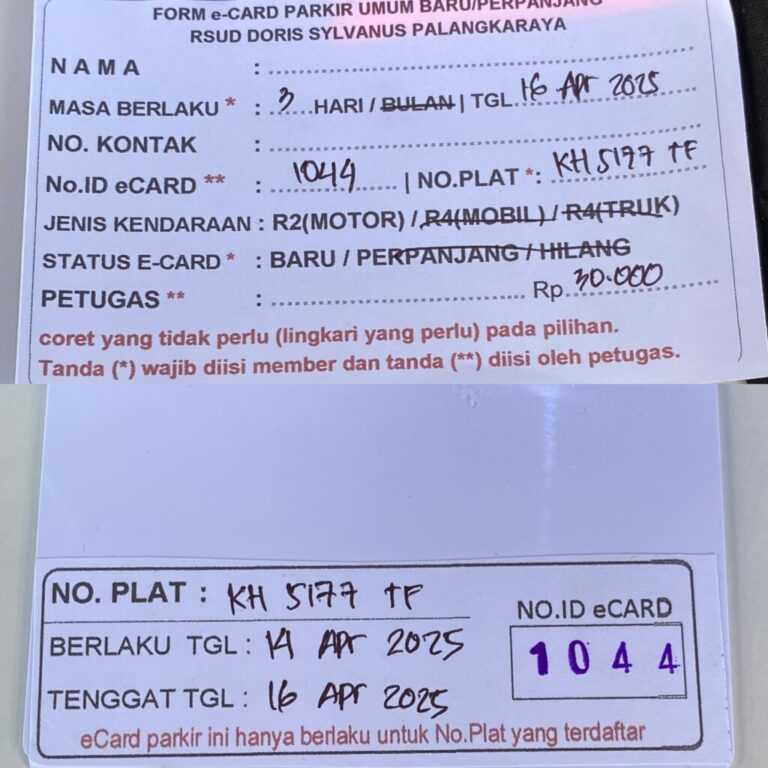 FORM e-CARD PARKIR UMUM BARU/PERPANJANG
RSUD DORIS SYLVANUS PALANGKARAYA
NAMA :
MASA BERLAKU * : 3 HARI / BULAN | TGL 16 Apr 2025
NO. KONTAK :
No.ID eCARD ** : 1044 | NO.PLAT *: KH 5177 TF
JENIS KENDARAAN : R2(MOTOR) / R4(MOBIL) / R4(TRUK)
STATUS E-CARD * : BARU / PERPANJANG / HILANG
PETUGAS ** : Rp. 30.000
coret yang tidak perlu (lingkari yang perlu) pada pilihan.
Tanda (*) wajib diisi member dan tanda (**) diisi oleh petugas.
NO. PLAT : KH 5177 TF
NO.ID eCARD
BERLAKU TGL : 14 APR 2025
1044
TENGGAT TGL : 16 APR 2025
eCard parkir ini hanya berlaku untuk No.Plat yang terdaftar